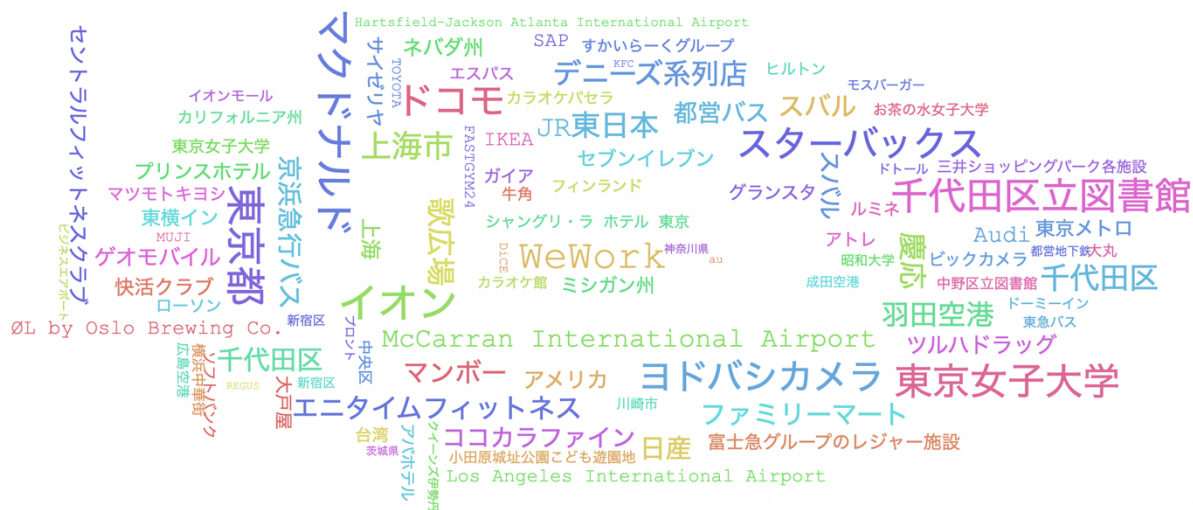 Hartsfield-Jackson Atlanta International Airport
セントラルフィットネスクラブ
マクドナルド
サイゼリヤ
ネバダ州
SAP
すかいらーくグループ
TOYOTA
エスパス
デニーズ系列店
KFC
ヒルトン
モスバーガー
イオンモール
カリフォルニア州
ドコモ
カラオケパセラ
都営バス
スバル
お茶の水女子大学
東京女子大学
上海市
FASTGYM24
IKEA
JR東日本
スターバックス
プリンスホテル
京浜急行バス
セブンイレブン
スバル
ドトール
三井ショッピングパーク各施設
マツモトキヨシ
東京都
ガイア
牛角
フィンランド
グランスタ
千代田区立図書館
東横イン
上海
歌広場
シャングリ・ラ ホテル 東京
ルミネ
MUJI
ビジネスエアポート
ゲオモバイル
DiCE
WeWork
神奈川県
au
アトレ
慶応
Audi
東京メトロ
昭和大学
ビックカメラ
都営地下鉄
大丸
快活クラブ
カラオケ館
ミシガン州
成田空港
中野区立図書館
千代田区
ローソン
イオン
羽田空港
ドーミーイン
ØL by Oslo Brewing Co.
新宿区
プロント
東急バス
McCarran International Airport
ツルハドラッグ
広島空港
横浜中華街
ソフトバンク
千代田区
中央区
マンボー
アメリカ
ヨドバシカメラ
東京女子大学
REGUS
大戸屋
新宿区
エニタイムフィットネス
川崎市
ファミリーマート
台湾
茨城県
アパホテル
クイーンズ伊勢丹
ココカラファイン
日産
富士急グループのレジャー施設
小田原城址公園こども遊園地
Los Angeles International Airport